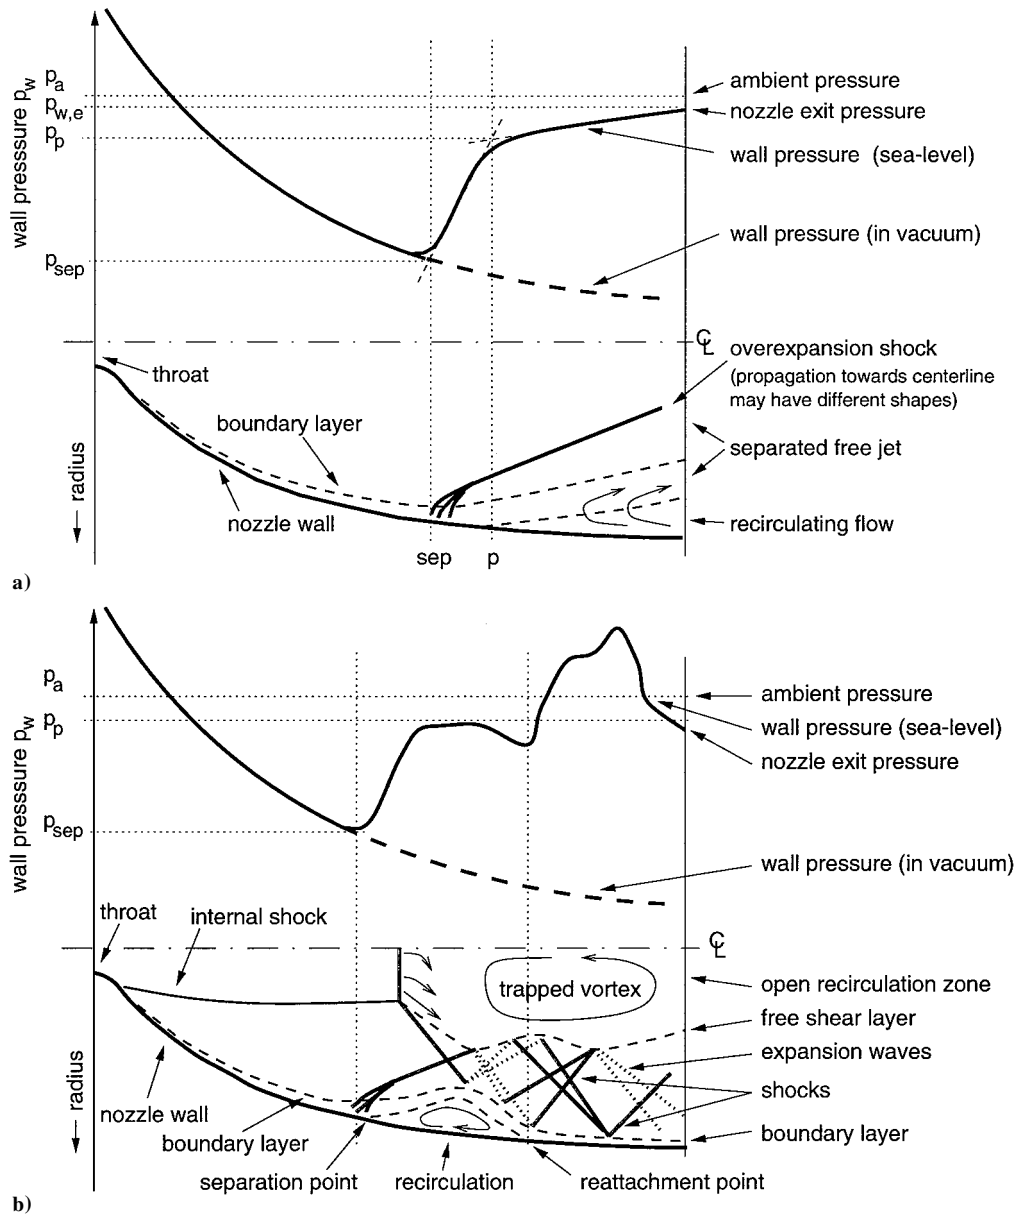 wall presssure p_w
p_a
p_w,e
p_p
p_sep
ambient pressure
nozzle exit pressure
wall pressure (sea-level)
wall pressure (in vacuum)
℄
throat
overexpansion shock
(propagation towards centerline
may have different shapes)
boundary layer
separated free jet
radius
nozzle wall
recirculating flow
sep
p
a)
wall presssure p_w
p_a
p_p
p_sep
ambient pressure
wall pressure (sea-level)
nozzle exit pressure
wall pressure (in vacuum)
throat
internal shock
℄
trapped vortex
open recirculation zone
free shear layer
expansion waves
shocks
radius
nozzle wall
boundary layer
boundary layer
separation point
recirculation
reattachment point
b)